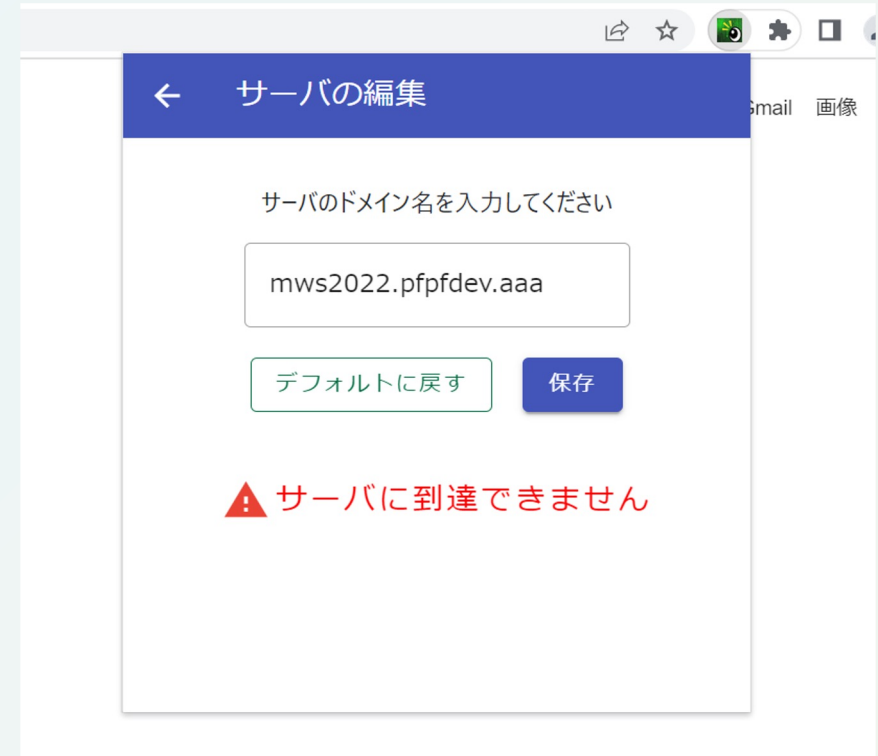 サーバの編集
Gmail 画像
サーバのドメイン名を入力してください
mws2022.pfpfdev.aaa
デフォルトに戻す 保存
サーバに到達できません